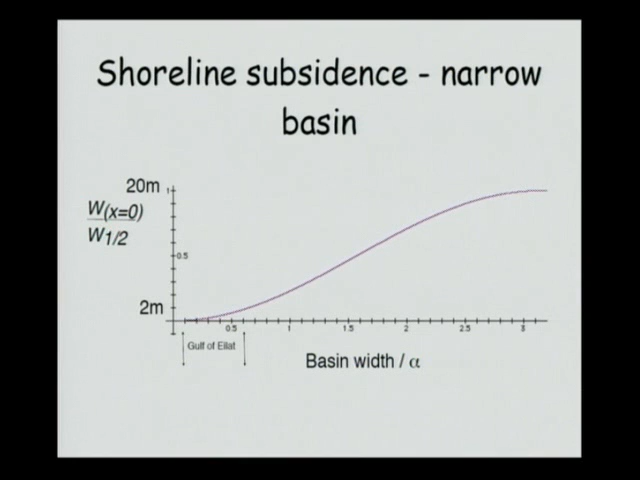 Shoreline subsidence - narrow
basin
20m
1
W(x=0)
W1/2
0.5
2m
0.5 1 1.5 2 2.5 3
Gulf of Eilat
Basin width / α